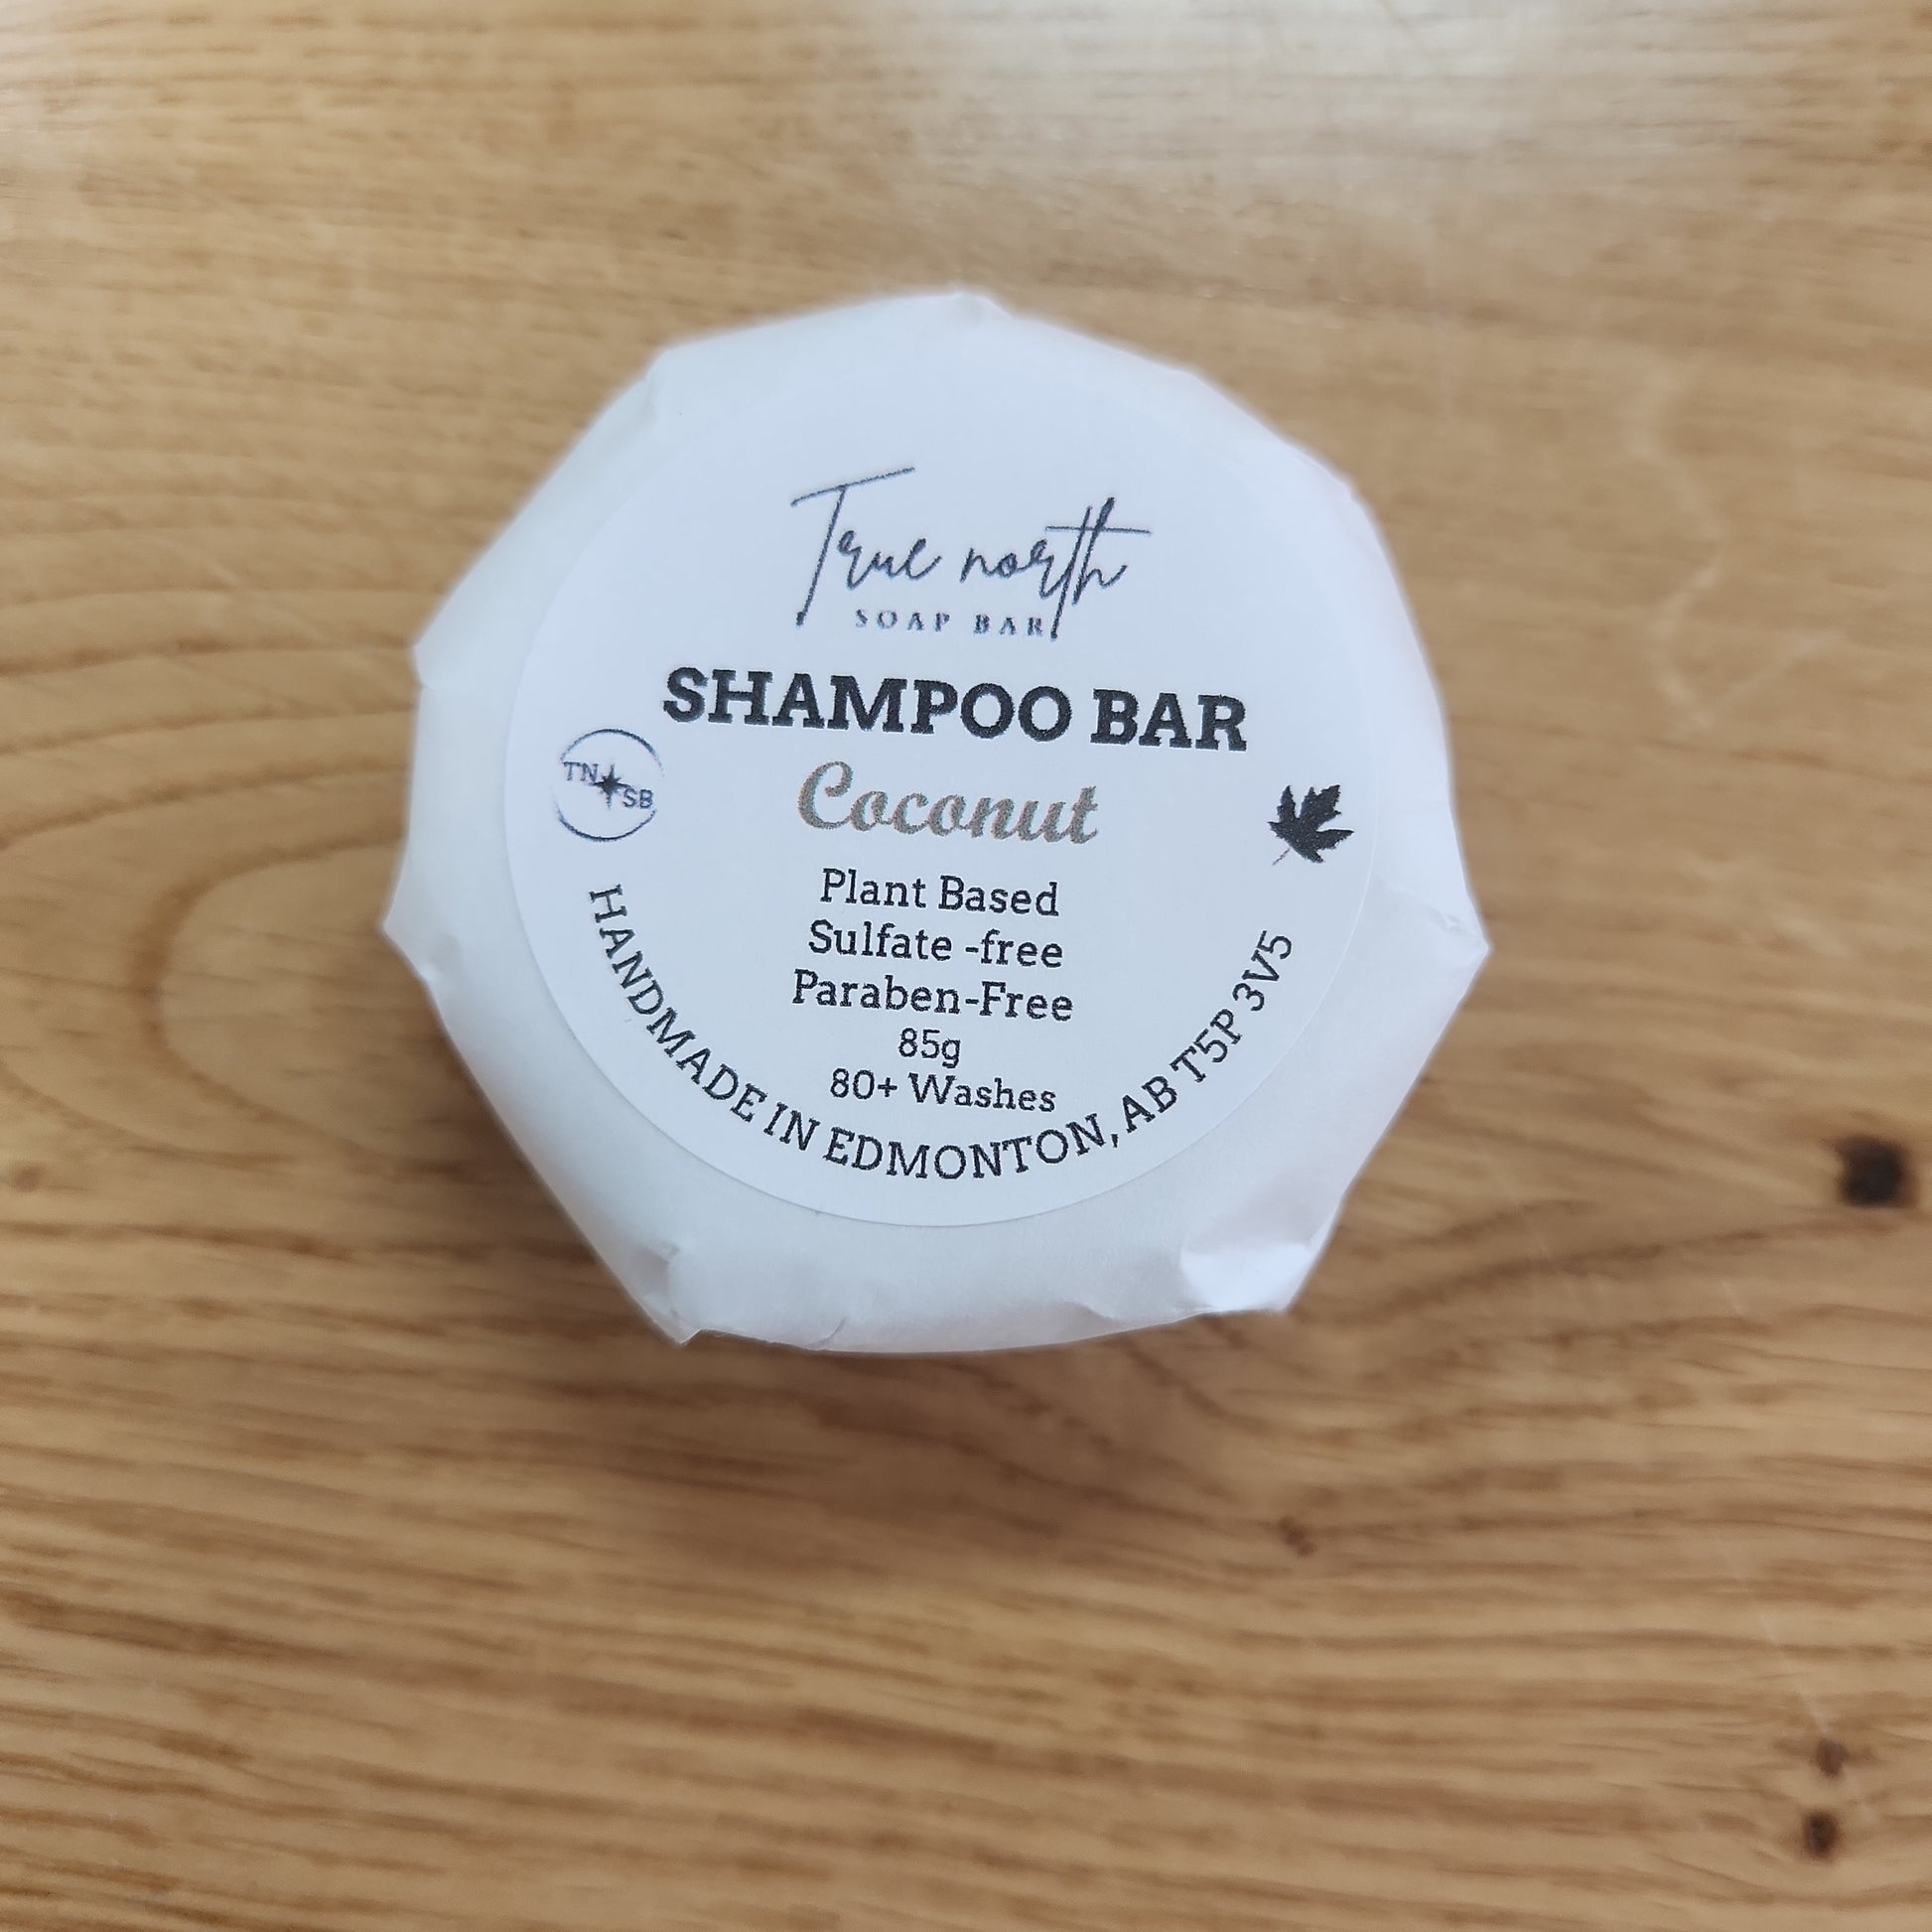 True north
SOAP BAR
SHAMPOO BAR
TN SB
Coconut
Plant Based
Sulfate -free
Paraben-Free
85g
80+ Washes
HANDMADE IN EDMONTON, AB T5P 3V5